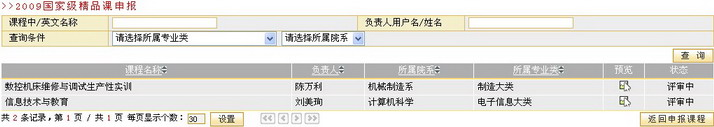 >>2009国家级精品课申报
课程中/英文名称 负责人用户名/姓名
查询条件 请选择所属专业类 请选择所属院系
查 询
课程名称 负责人 所属院系 所属专业类 预览 状态
数控机床维修与调试生产性实训 陈万利 机械制造系 制造大类 评审中
信息技术与教育 刘美珣 计算机科学 电子信息大类 评审中
共 2 条记录，第 1 页 / 共 1 页 每页显示个数： 30 设置 返回申报课程